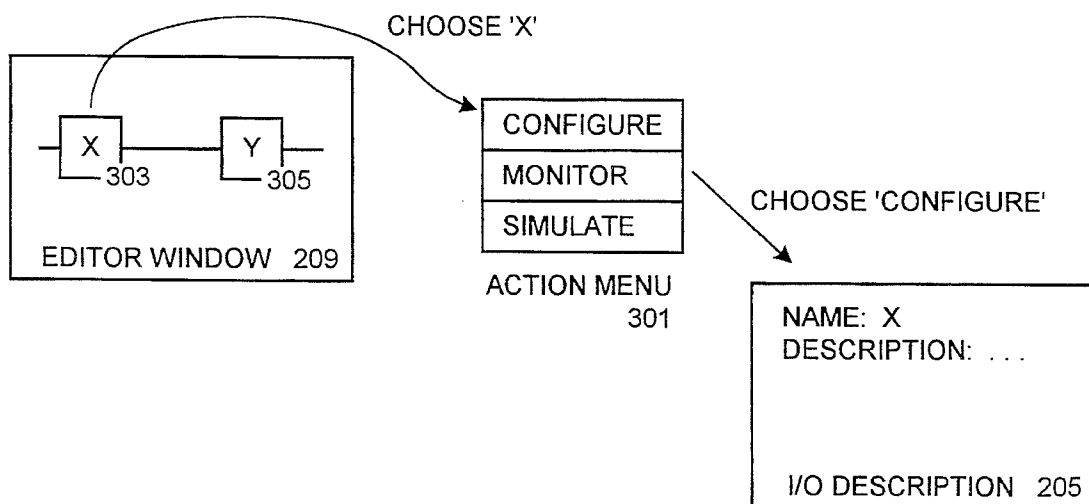 CHOOSE 'X'
X
303
Y
305
EDITOR WINDOW 209
CONFIGURE
MONITOR
SIMULATE
ACTION MENU
301
CHOOSE 'CONFIGURE'
NAME: X
DESCRIPTION: . . .
I/O DESCRIPTION 205